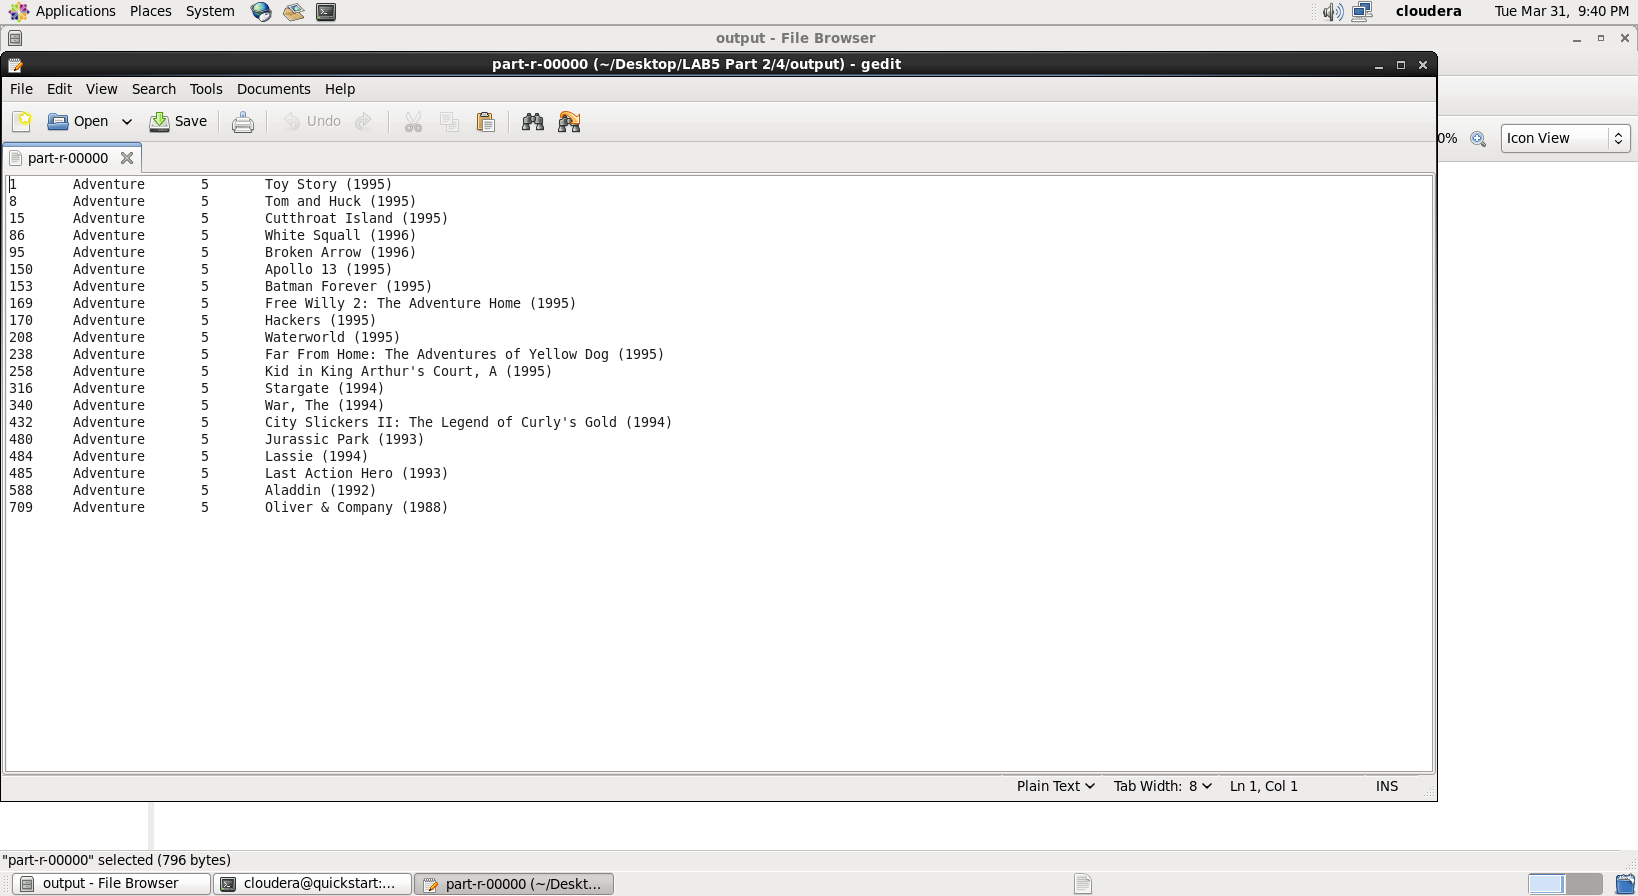 Applications Places System cloudera Tue Mar 31, 9:40 PM
output - File Browser
part-r-00000 (~/Desktop/LAB5 Part 2/4/output) - gedit
File Edit View Search Tools Documents Help
Open Save Undo
0% Icon View
part-r-00000
1 Adventure 5 Toy Story (1995)
8 Adventure 5 Tom and Huck (1995)
15 Adventure 5 Cutthroat Island (1995)
86 Adventure 5 White Squall (1996)
95 Adventure 5 Broken Arrow (1996)
150 Adventure 5 Apollo 13 (1995)
153 Adventure 5 Batman Forever (1995)
169 Adventure 5 Free Willy 2: The Adventure Home (1995)
170 Adventure 5 Hackers (1995)
208 Adventure 5 Waterworld (1995)
238 Adventure 5 Far From Home: The Adventures of Yellow Dog (1995)
258 Adventure 5 Kid in King Arthur's Court, A (1995)
316 Adventure 5 Stargate (1994)
340 Adventure 5 War, The (1994)
432 Adventure 5 City Slickers II: The Legend of Curly's Gold (1994)
480 Adventure 5 Jurassic Park (1993)
484 Adventure 5 Lassie (1994)
485 Adventure 5 Last Action Hero (1993)
588 Adventure 5 Aladdin (1992)
709 Adventure 5 Oliver & Company (1988)
Plain Text Tab Width: 8 Ln 1, Col 1 INS
"part-r-00000" selected (796 bytes)
output - File Browser cloudera@quickstart:... part-r-00000 (~/Deskt...